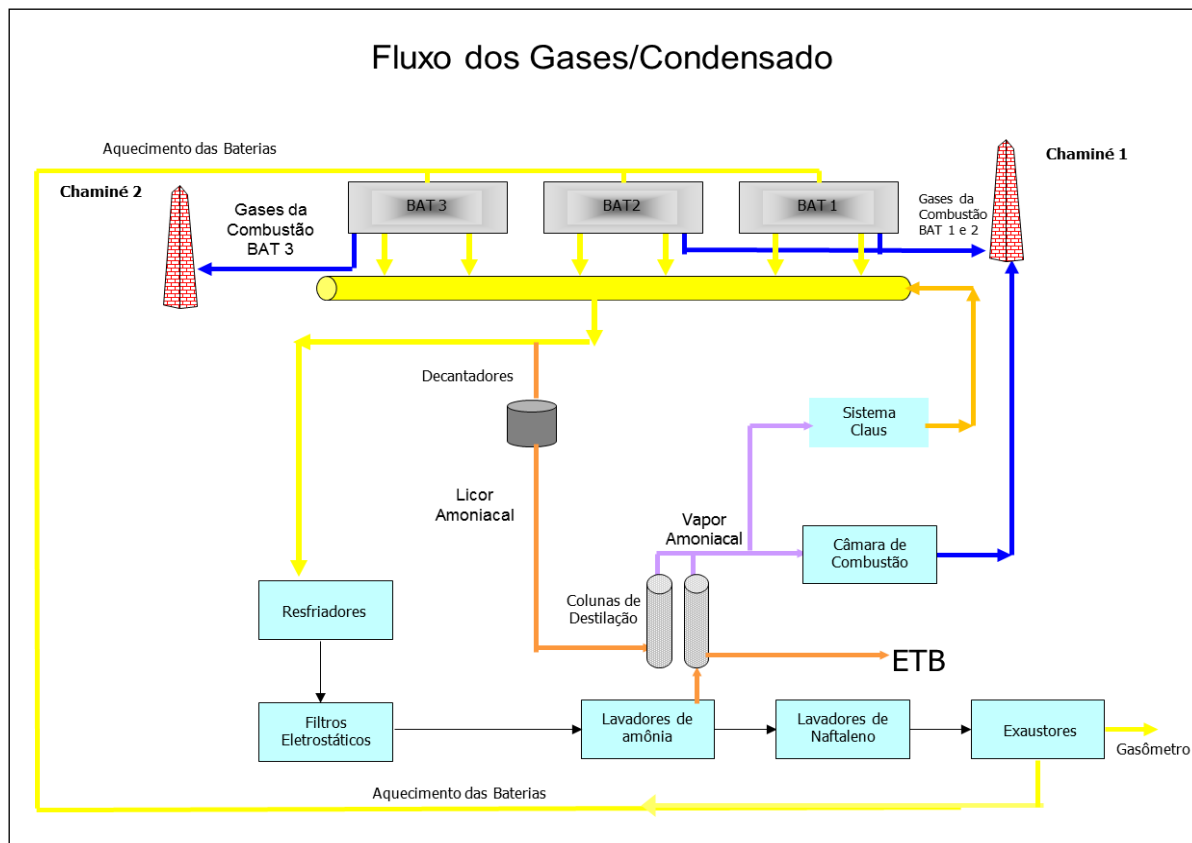 Fluxo dos Gases/Condensado
Aquecimento das Baterias
Chaminé 1
Chaminé 2
BAT 3
BAT2
BAT 1
Gases da
Combustão
BAT 3
Gases da
Combustão
BAT 1 e 2
Decantadores
Sistema
Claus
Licor
Amoniacal
Vapor
Amoniacal
Câmara de
Combustão
Resfriadores
Colunas de
Destilação
ETB
Filtros
Eletrostáticos
Lavadores de
amônia
Lavadores de
Naftaleno
Exaustores
Gasômetro
Aquecimento das Baterias